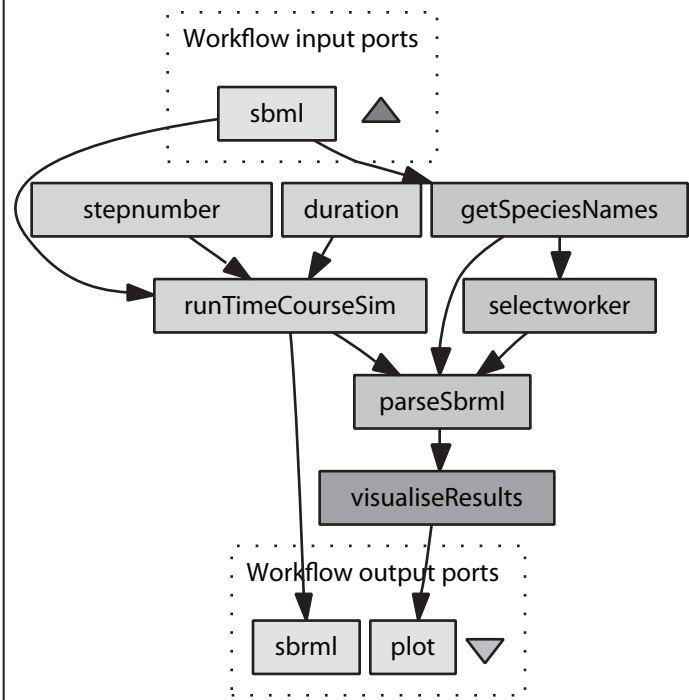 Workflow input ports
sbml
stepnumber
duration
getSpeciesNames
runTimeCourseSim
selectworker
parseSbrml
visualiseResults
Workflow output ports
sbrml
plot